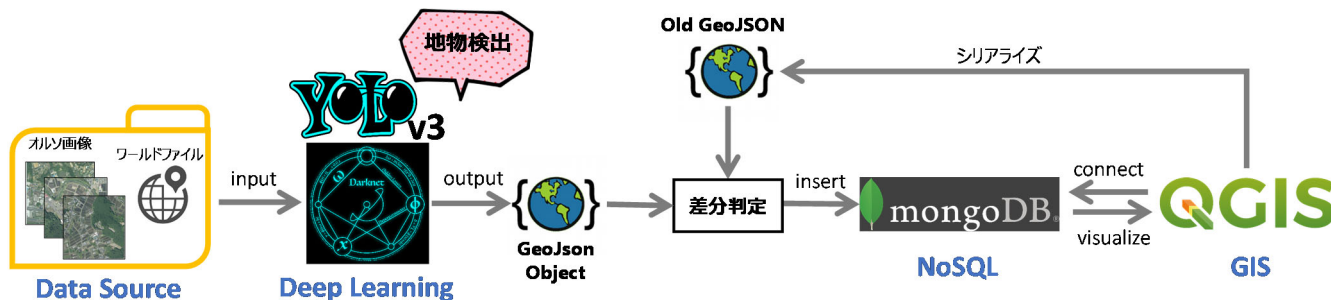 地物検出
Old GeoJSON
{ }
シリアライズ
YOLO
v3
オルソ画像
ワールドファイル
input
Darknet
output
{ }
GeoJson
Object
差分判定
insert
mongoDB®
connect
visualize
QGIS
Data Source
Deep Learning
NoSQL
GIS